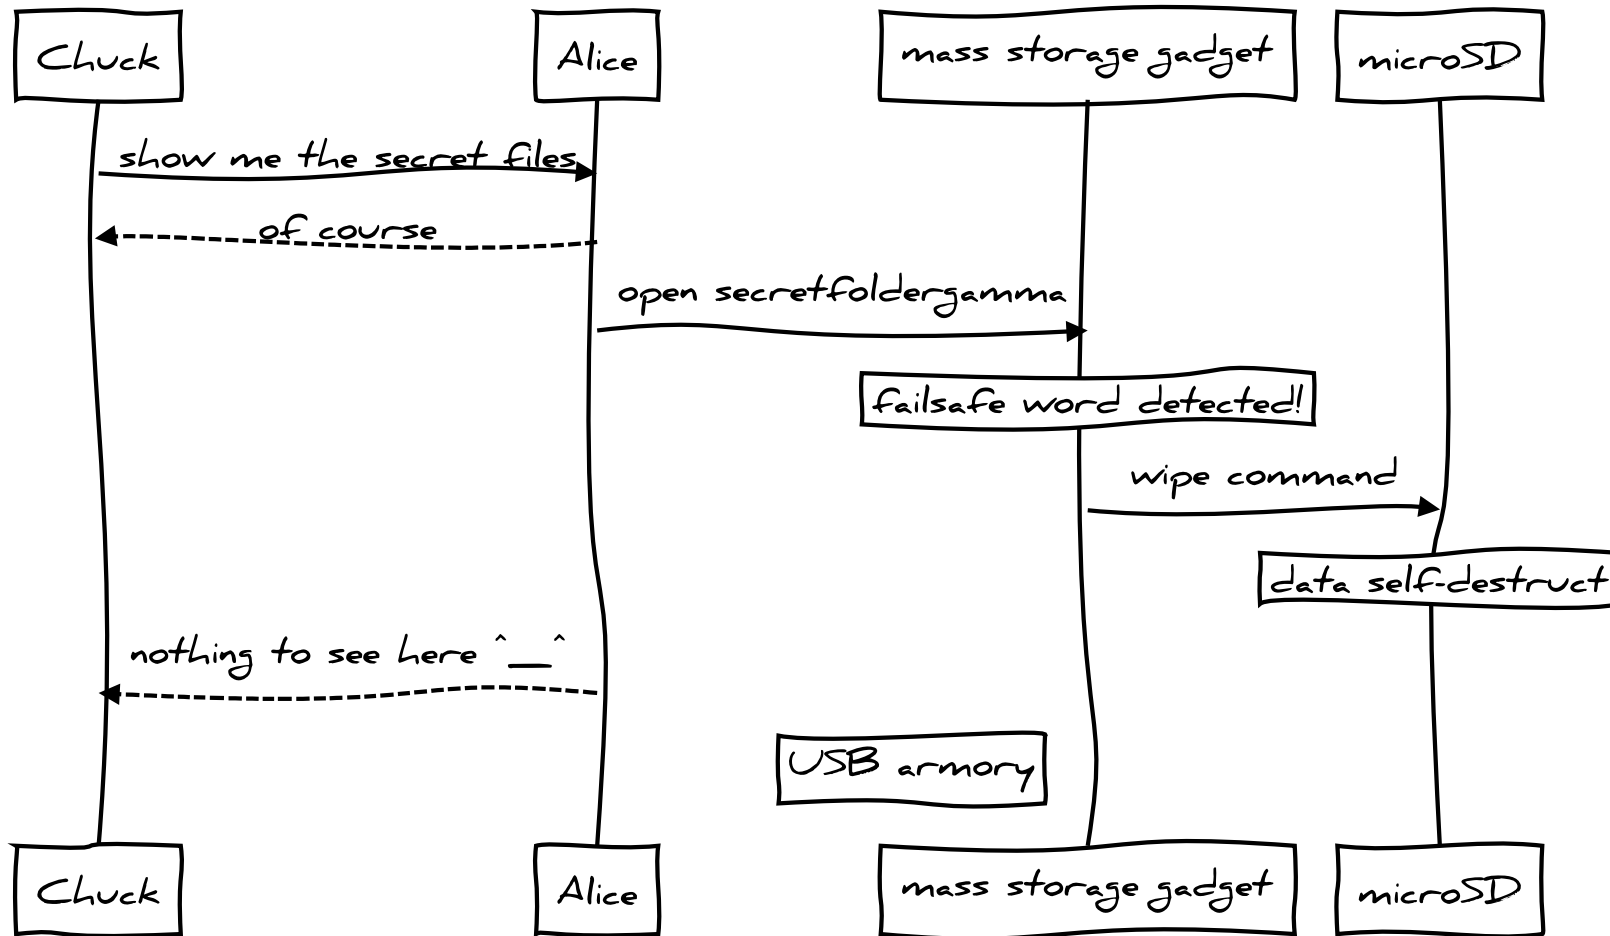 Chuck
Alice
mass storage gadget
microSD
show me the secret files
of course
open secretfoldergamma
failsafe word detected!
wipe command
data self-destruct
nothing to see here ^__^
USB armory
Chuck
Alice
mass storage gadget
microSD